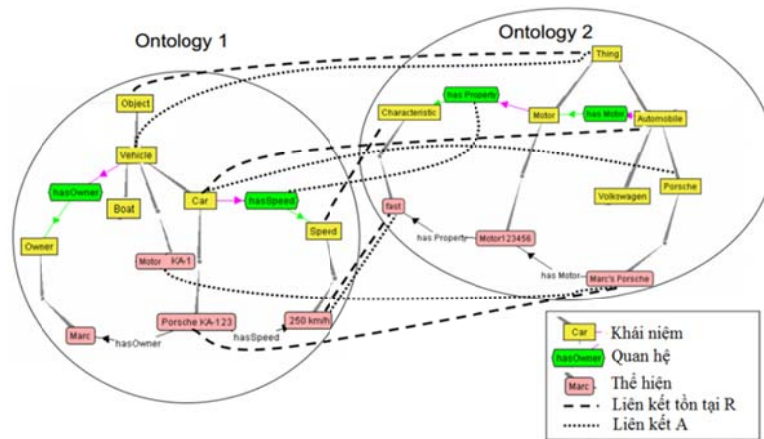 Ontology 1
Ontology 2
Thing
Object
has Property
Characteristic
Motor
has Motor
Automobile
Vehicle
hasOwner
Boat
Car
hasSpeed
Volkswagen
Porsche
Owner
Speed
fast
Motor KA-1
has Property
Motor123456
has Motor
Marc's Porsche
Marc
hasOwner
Porsche KA-123
hasSpeed
250 km/h
Car Khái niệm
hasOwner Quan hệ
Marc Thể hiện
Liên kết tồn tại R
Liên kết A